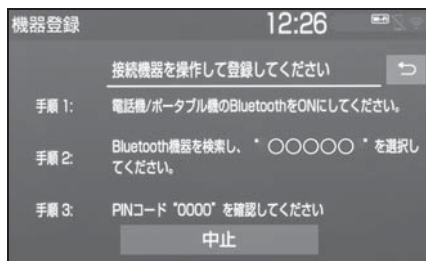 機器登録 12:26
接続機器を操作して登録してください
手順 1: 電話機/ポータブル機のBluetoothをONにしてください。
手順 2: Bluetooth機器を検索し、"○○○○○"を選択し
てください。
手順 3: PINコード"0000"を確認してください
中止